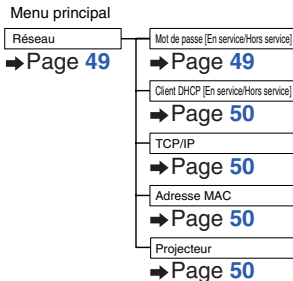 Menu principal
Réseau
➡Page 49
Mot de passe [En service/Hors service]
➡Page 49
Client DHCP [En service/Hors service]
➡Page 50
TCP/IP
➡Page 50
Adresse MAC
➡Page 50
Projecteur
➡Page 50